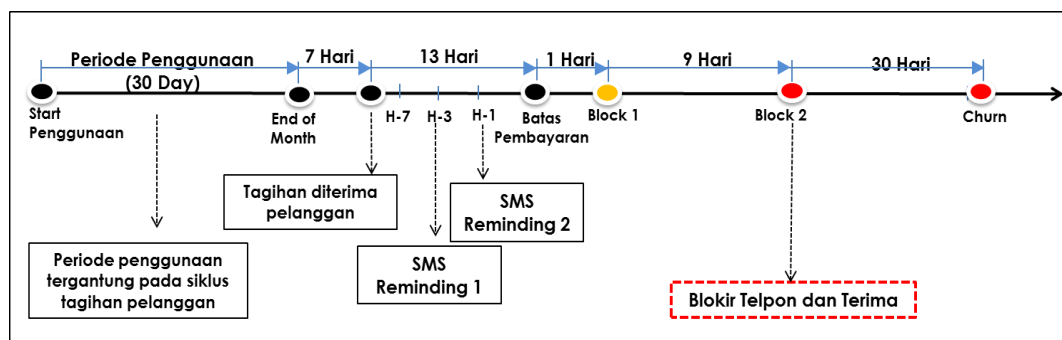 Periode Penggunaan
(30 Day)
7 Hari
13 Hari
1 Hari
9 Hari
30 Hari
Start
Penggunaan
End of
Month
H-7
H-3
H-1
Batas
Pembayaran
Block 1
Block 2
Churn
Tagihan diterima
pelanggan
SMS
Reminding 2
Periode penggunaan
tergantung pada siklus
tagihan pelanggan
SMS
Reminding 1
Blokir Telpon dan Terima